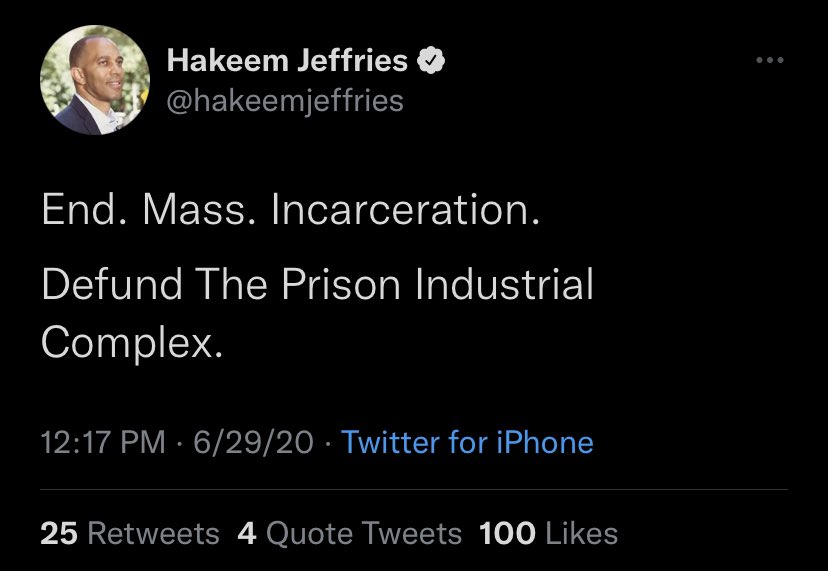 Hakeem Jeffries
@hakeemjeffries
End. Mass. Incarceration.
Defund The Prison Industrial
Complex.
12:17 PM · 6/29/20 · Twitter for iPhone
25 Retweets 4 Quote Tweets 100 Likes